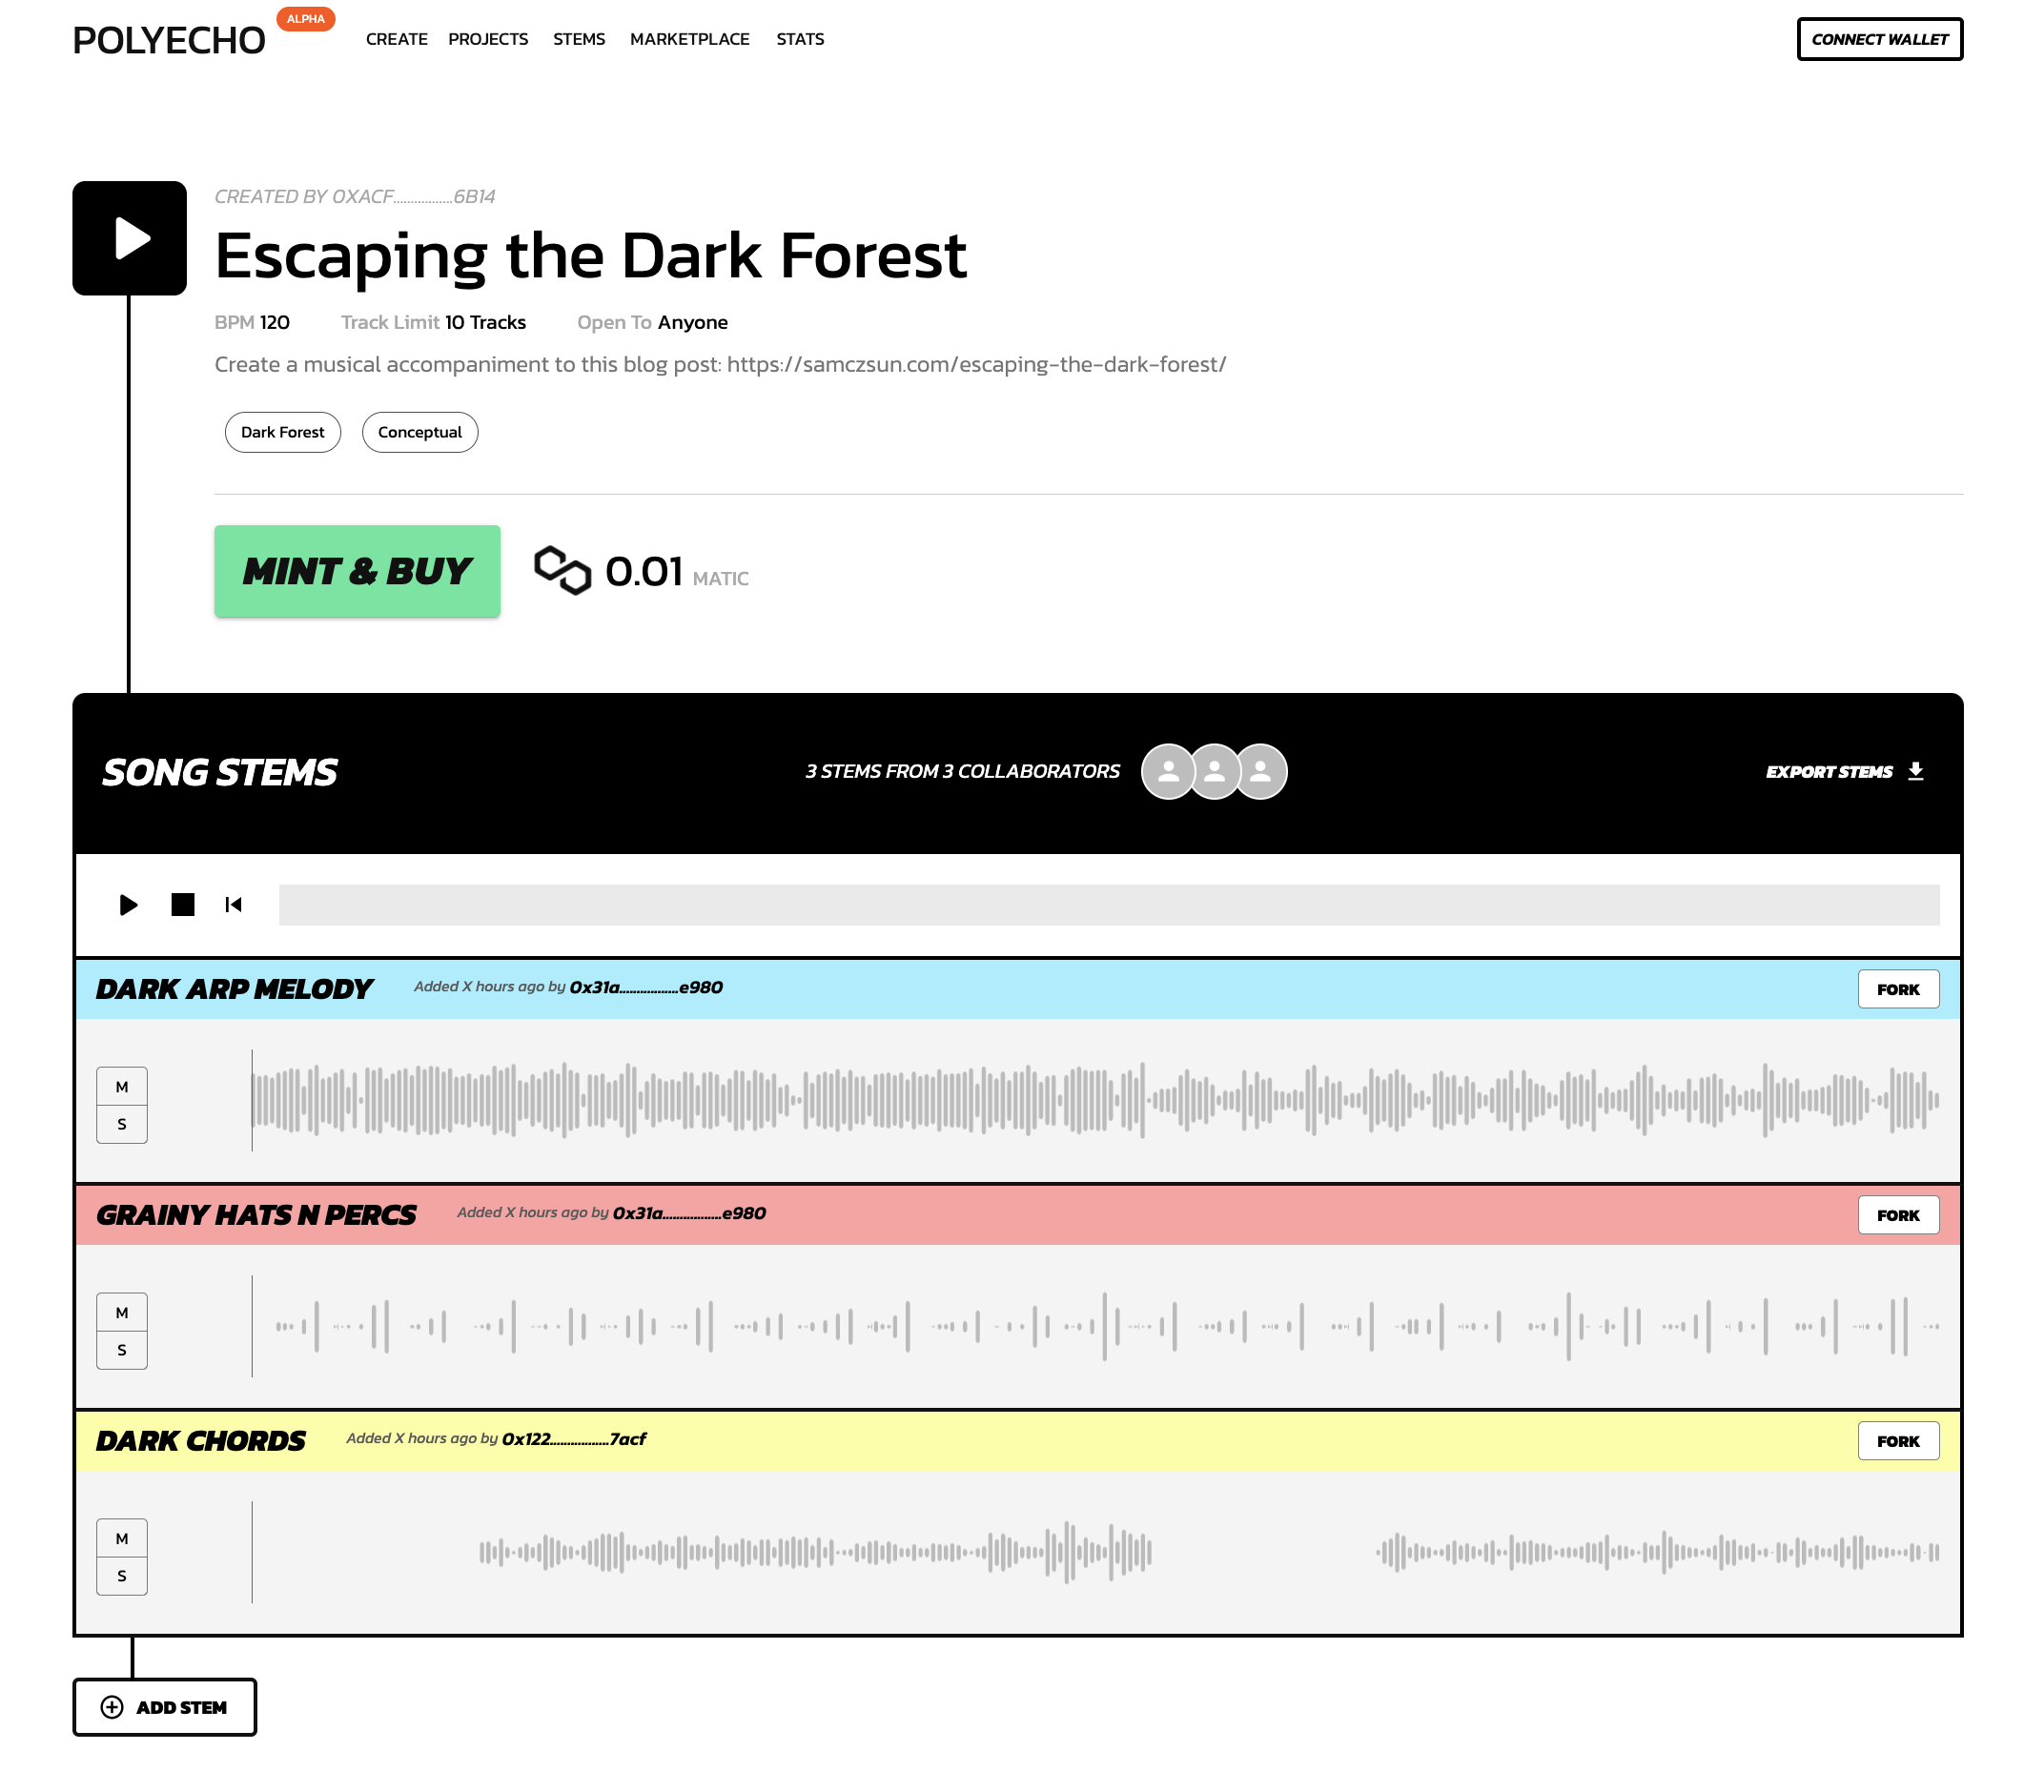 POLYECHO ALPHA CREATE PROJECTS STEMS MARKETPLACE STATS CONNECT WALLET
CREATED BY 0XACF.................6B14
Escaping the Dark Forest
BPM 120 Track Limit 10 Tracks Open To Anyone
Create a musical accompaniment to this blog post: https://samczsun.com/escaping-the-dark-forest/
Dark Forest Conceptual
MINT & BUY 0.01 MATIC
SONG STEMS 3 STEMS FROM 3 COLLABORATORS EXPORT STEMS
DARK ARP MELODY Added X hours ago by 0x31a.................e980 FORK
M
S
GRAINY HATS N PERCS Added X hours ago by 0x31a.................e980 FORK
M
S
DARK CHORDS Added X hours ago by 0x122.................7acf FORK
M
S
ADD STEM